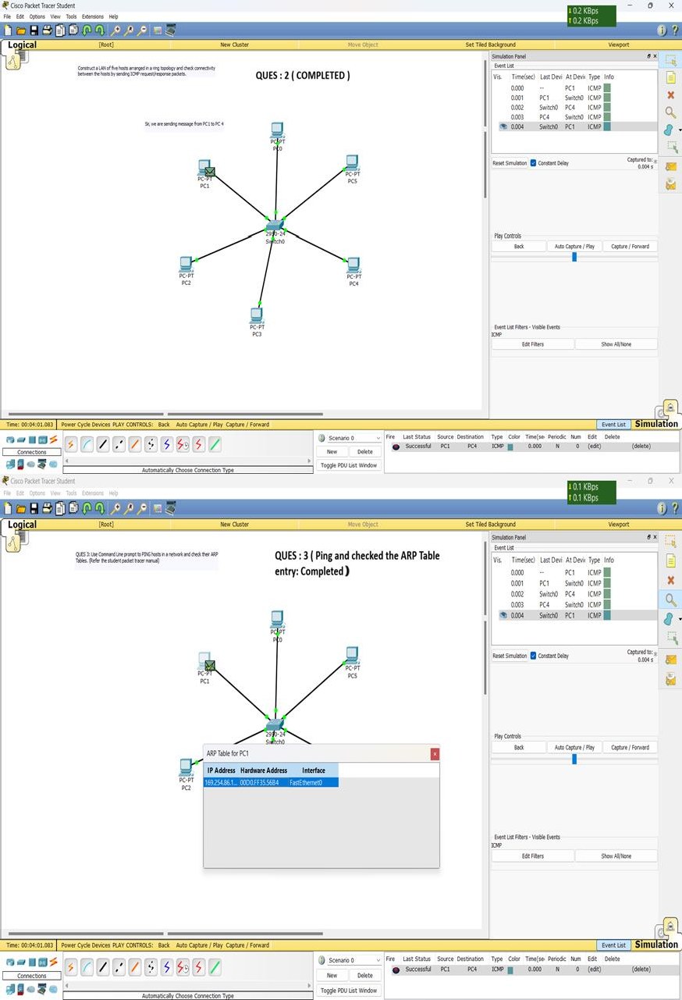 Cisco Packet Tracer Student
0.2 KBps
0.2 KBps
File Edit Options View Tools Extensions Help
Logical [Root] New Cluster Move Object Set Tiled Background Viewport
Construct a LAN of five hosts arranged in a ring topology and check connectivity
between the hosts by sending ICMP request/response packets.
QUES : 2 ( COMPLETED )
Sir, we are sending message from PC1 to PC 4
PC-PT
PC0
PC-PT
PC1
PC-PT
PC5
2950-24
Switch0
PC-PT
PC2
PC-PT
PC4
PC-PT
PC3
Simulation Panel
Event List
Vis. Time(sec) Last Devi At Devic Type Info
0.000 -- PC1 ICMP
0.001 PC1 Switch0 ICMP
0.002 Switch0 PC4 ICMP
0.003 PC4 Switch0 ICMP
0.004 Switch0 PC1 ICMP
Reset Simulation Constant Delay Captured to:
0.004 s
Play Controls
Back Auto Capture / Play Capture / Forward
Event List Filters - Visible Events
ICMP
Edit Filters Show All/None
Time: 00:04:01.083 Power Cycle Devices PLAY CONTROLS: Back Auto Capture / Play Capture / Forward Event List Simulation
Connections
Automatically Choose Connection Type
Scenario 0
New Delete
Toggle PDU List Window
Fire Last Status Source Destination Type Color Time(se Periodic Num Edit Delete
Successful PC1 PC4 ICMP 0.000 N 0 (edit) (delete)
Cisco Packet Tracer Student
0.1 KBps
0.1 KBps
File Edit Options View Tools Extensions Help
Logical [Root] New Cluster Move Object Set Tiled Background Viewport
QUES 3: Use Command Line prompt to PING hosts in a network and check their ARP
Tables. (Refer the student packet tracer manual)
QUES : 3 ( Ping and checked the ARP Table
entry: Completed )
PC-PT
PC0
PC-PT
PC1
PC-PT
PC5
2950-24
Switch0
PC-PT
PC2
ARP Table for PC1
IP Address Hardware Address Interface
169.254.86.1... 00D0.FF35.56B4 FastEthernet0
Simulation Panel
Event List
Vis. Time(sec) Last Devi At Devic Type Info
0.000 -- PC1 ICMP
0.001 PC1 Switch0 ICMP
0.002 Switch0 PC4 ICMP
0.003 PC4 Switch0 ICMP
0.004 Switch0 PC1 ICMP
Reset Simulation Constant Delay Captured to:
0.004 s
Play Controls
Back Auto Capture / Play Capture / Forward
Event List Filters - Visible Events
ICMP
Edit Filters Show All/None
Time: 00:04:01.083 Power Cycle Devices PLAY CONTROLS: Back Auto Capture / Play Capture / Forward Event List Simulation
Connections
Automatically Choose Connection Type
Scenario 0
New Delete
Toggle PDU List Window
Fire Last Status Source Destination Type Color Time(se Periodic Num Edit Delete
Successful PC1 PC4 ICMP 0.000 N 0 (edit) (delete)